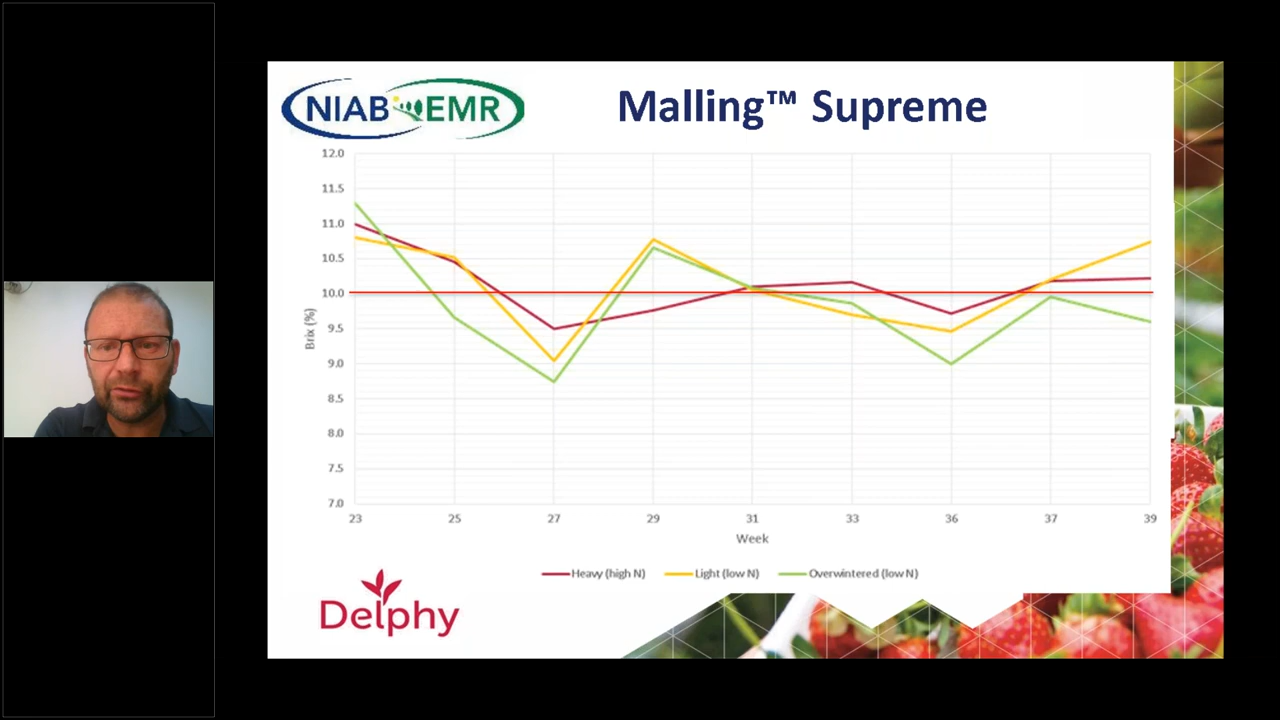 NIAB EMR
Malling™ Supreme
12.0
11.5
11.0
10.5
10.0
9.5
9.0
8.5
8.0
7.5
7.0
Brix (%)
23 25 27 29 31 33 36 37 39
Week
Heavy (high N) Light (low N) Overwintered (low N)
Delphy